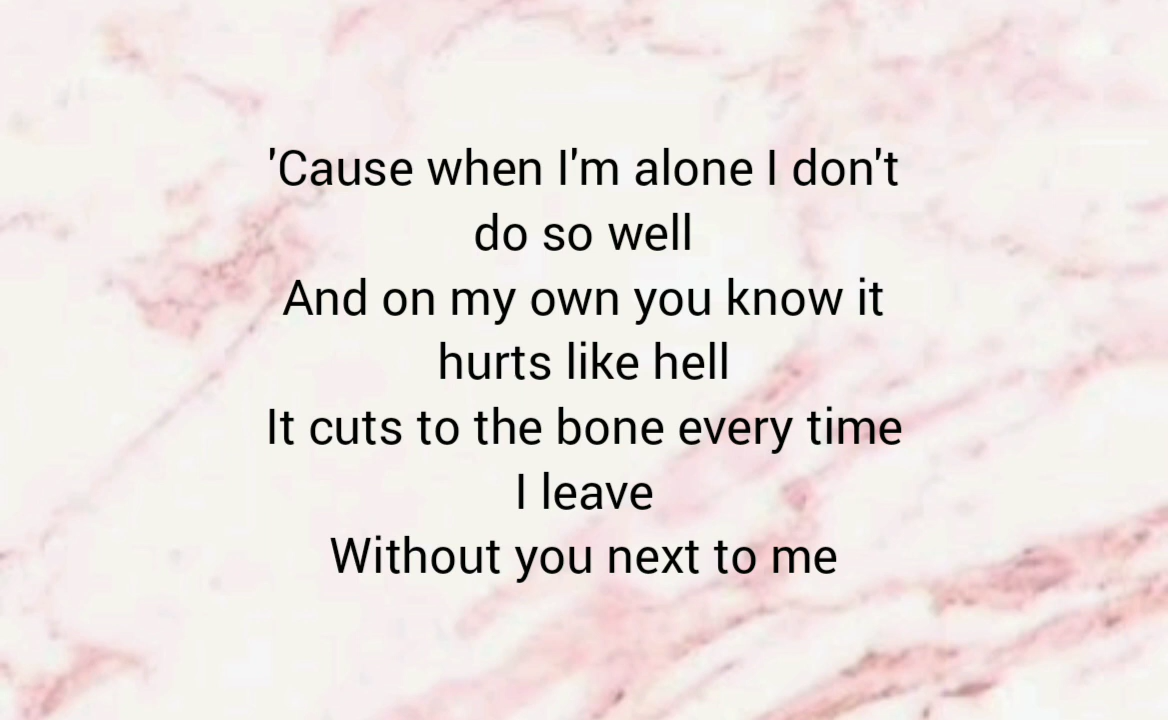 'Cause when I'm alone I don't
do so well
And on my own you know it
hurts like hell
It cuts to the bone every time
I leave
Without you next to me